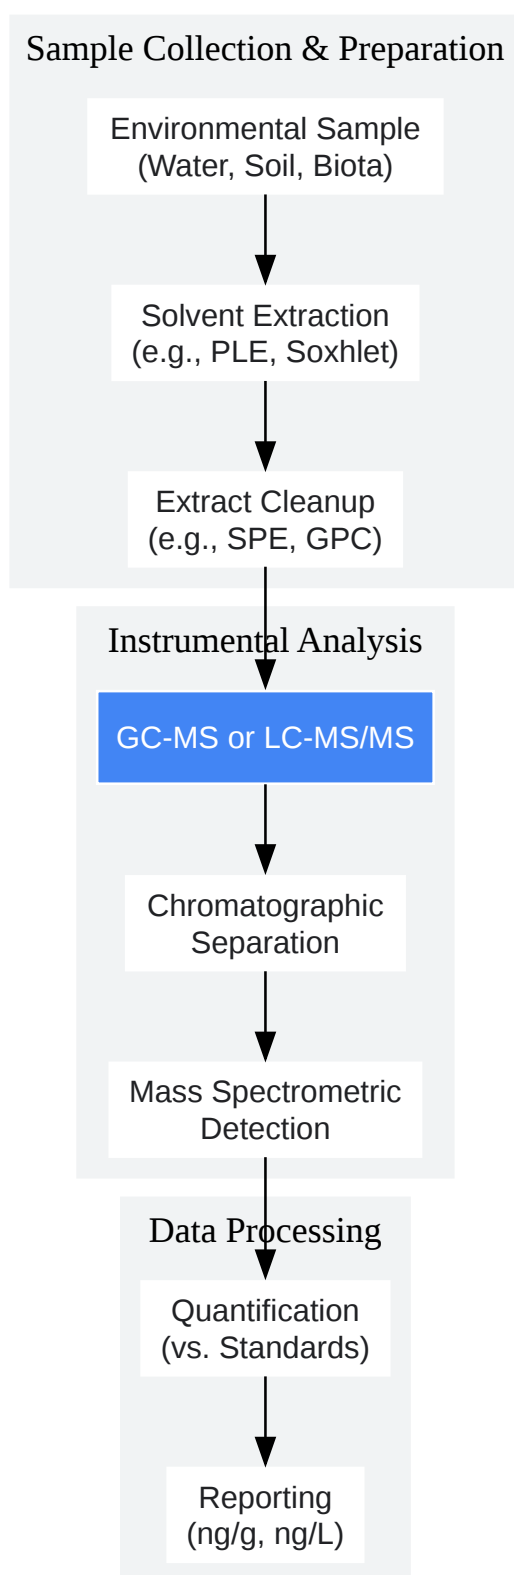 Sample Collection & Preparation
Environmental Sample
(Water, Soil, Biota)
Solvent Extraction
(e.g., PLE, Soxhlet)
Extract Cleanup
(e.g., SPE, GPC)
Instrumental Analysis
GC-MS or LC-MS/MS
Chromatographic
Separation
Mass Spectrometric
Detection
Data Processing
Quantification
(vs. Standards)
Reporting
(ng/g, ng/L)